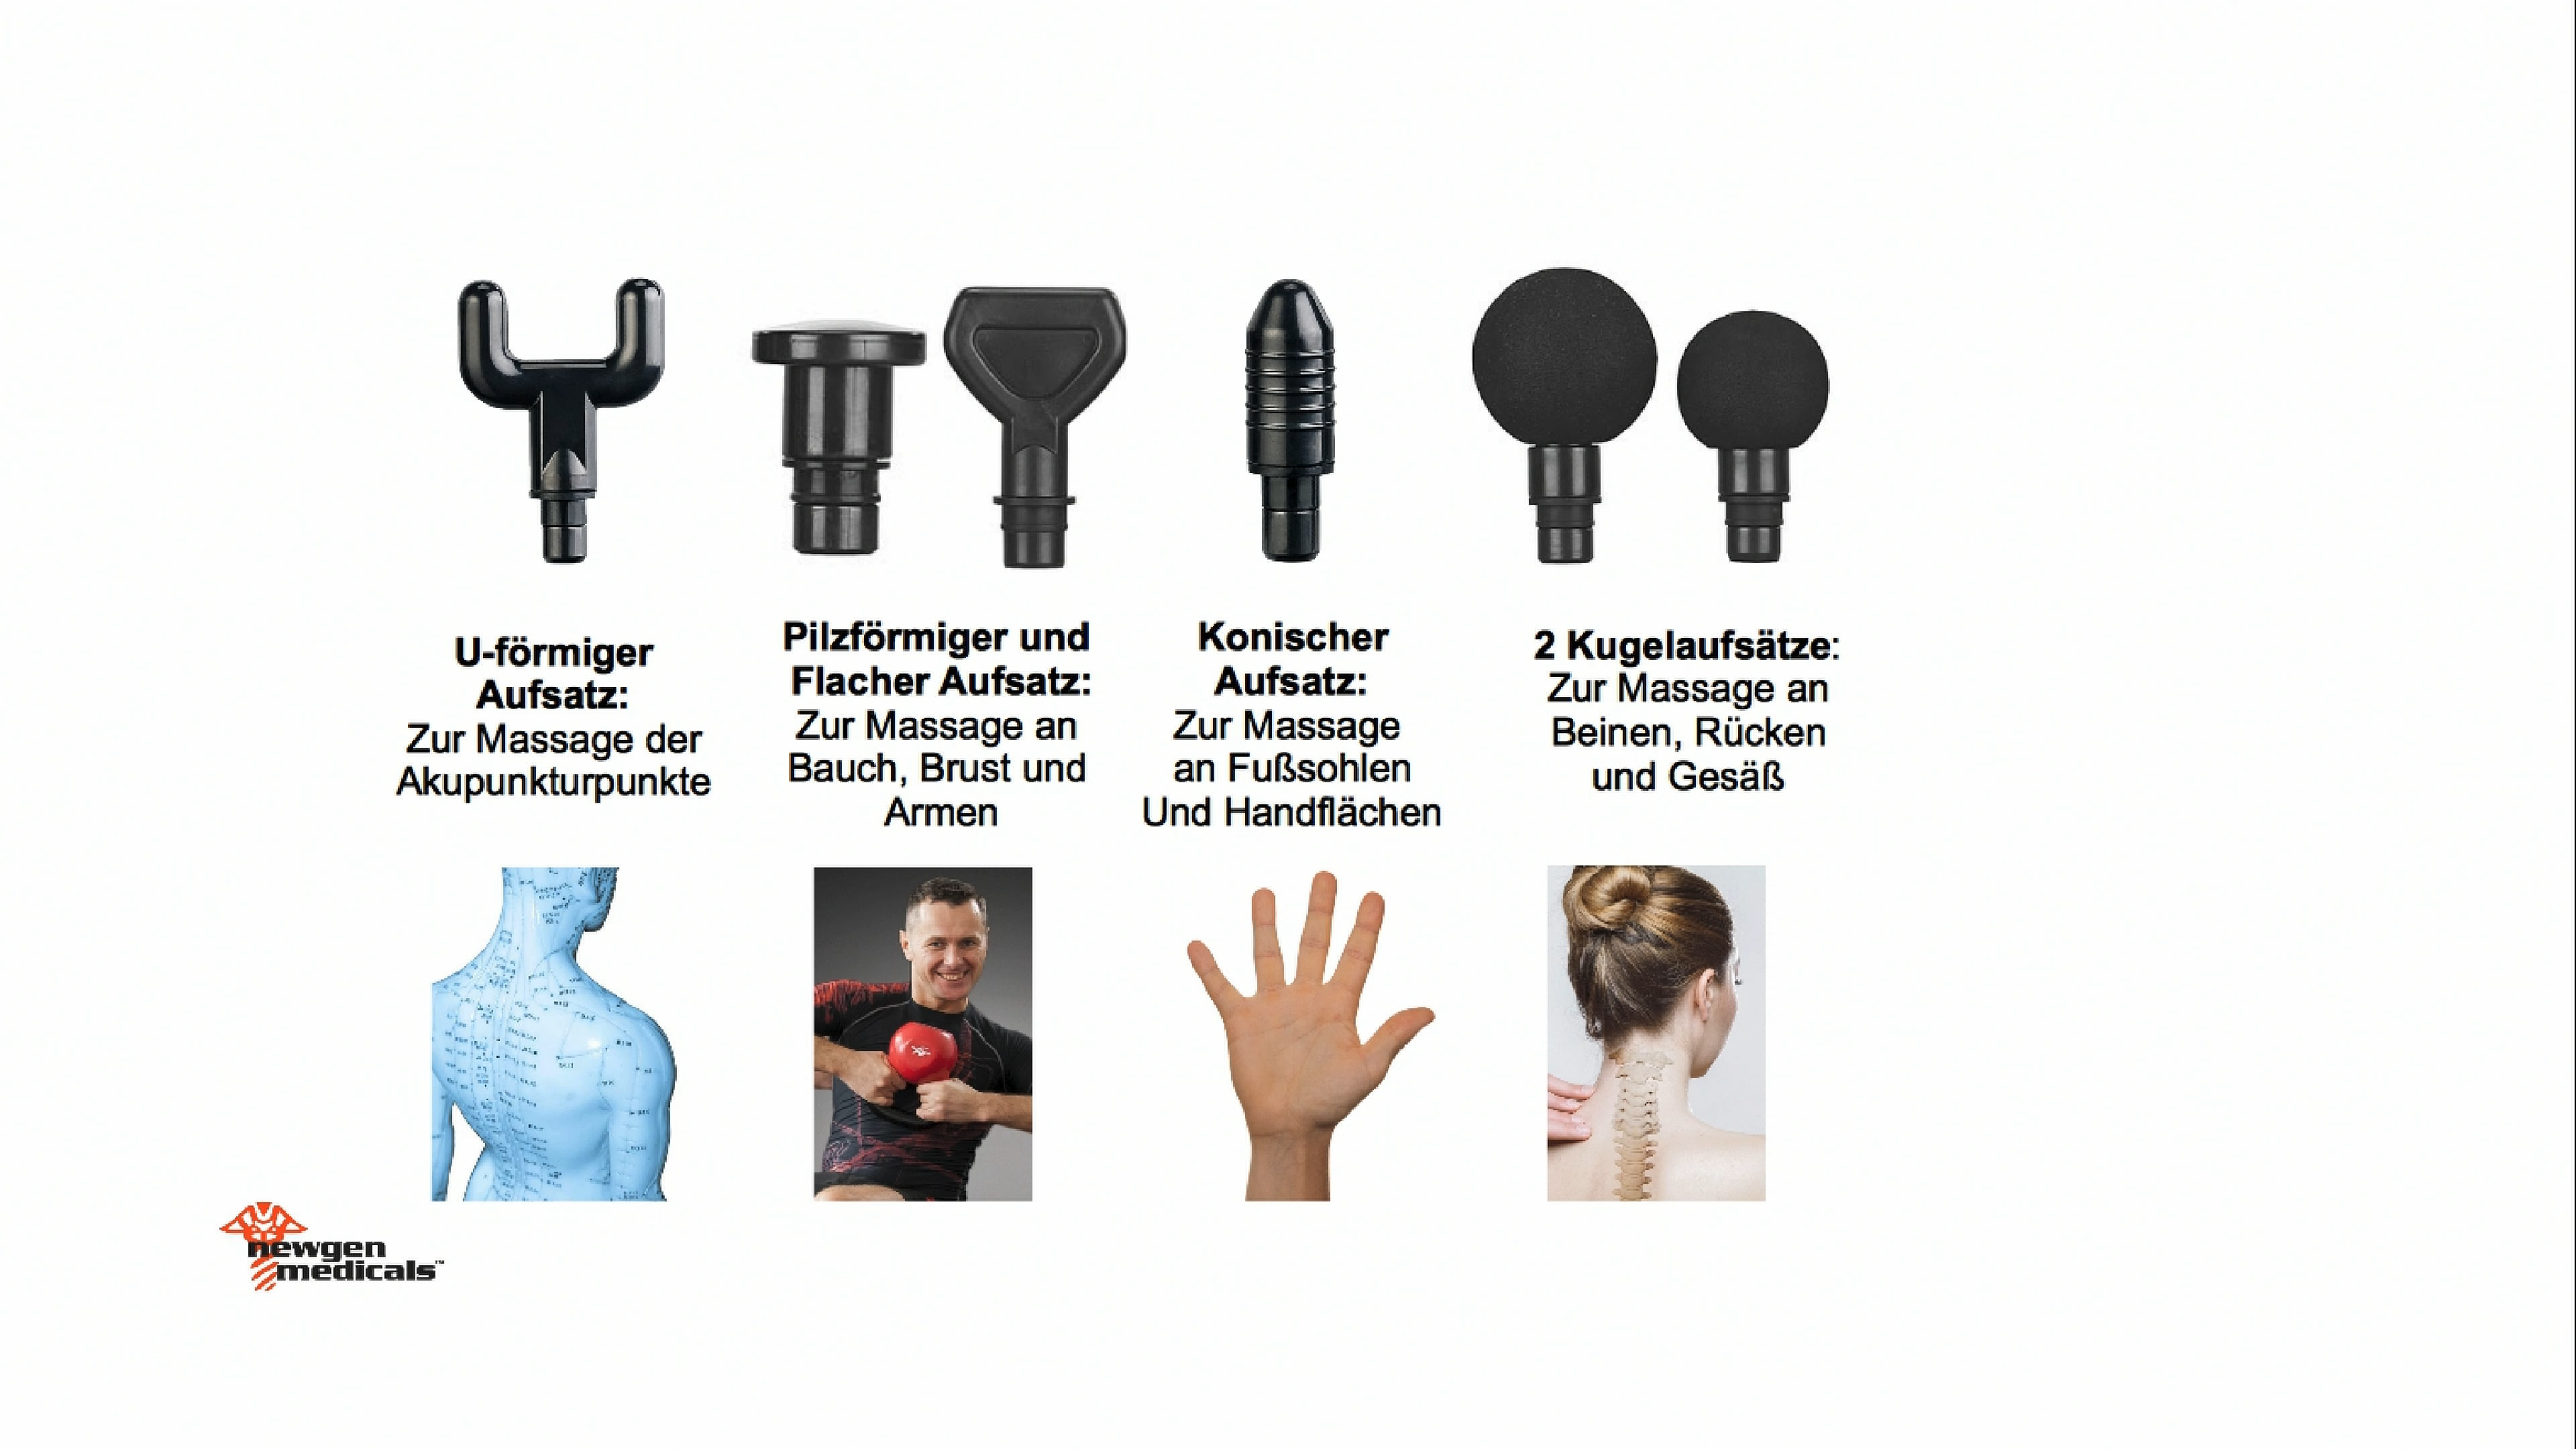 U-förmiger
Aufsatz:
Zur Massage der
Akupunkturpunkte
Pilzförmiger und
Flacher Aufsatz:
Zur Massage an
Bauch, Brust und
Armen
Konischer
Aufsatz:
Zur Massage
an Fußsohlen
Und Handflächen
2 Kugelaufsätze:
Zur Massage an
Beinen, Rücken
und Gesäß
newgen
medicals™